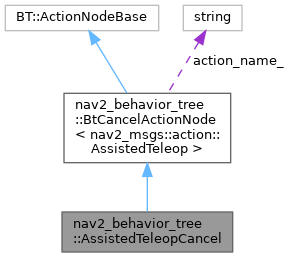 BT::ActionNodeBase
string
action_name_
nav2_behavior_tree
::BtCancelActionNode
< nav2_msgs::action::
AssistedTeleop >
nav2_behavior_tree
::AssistedTeleopCancel